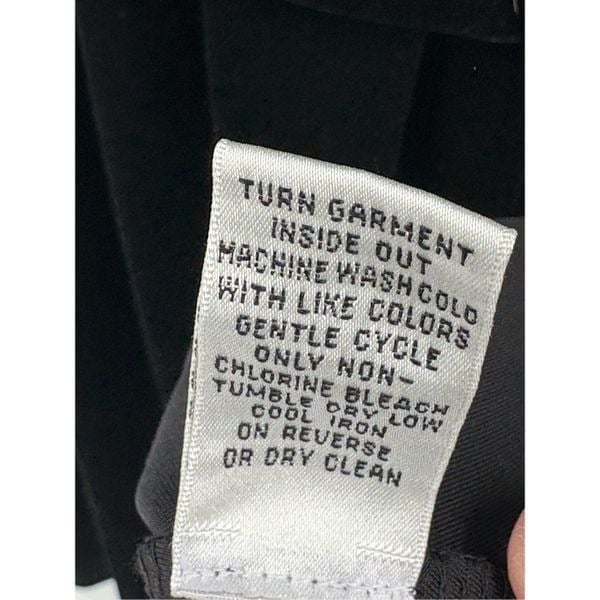 TURN GARMENT
INSIDE OUT
MACHINE WASH COLD
WITH LIKE COLORS
GENTLE CYCLE
ONLY NON-
CHLORINE BLEACH
TUMBLE DRY LOW
COOL IRON
ON REVERSE
OR DRY CLEAN